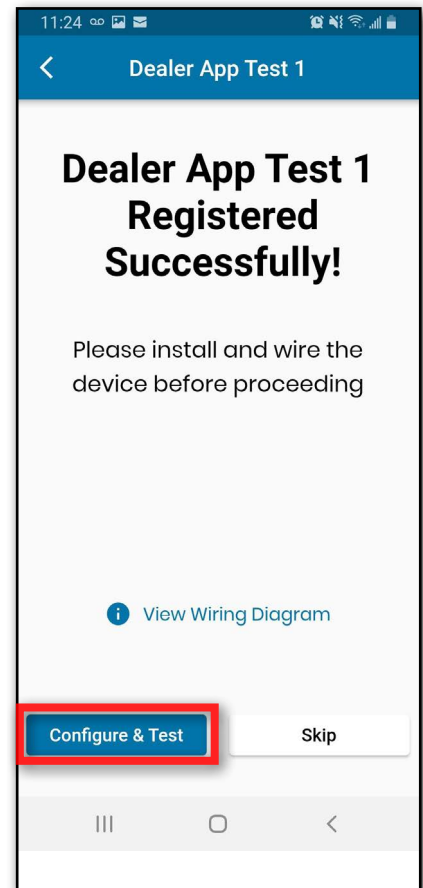 11:24
Dealer App Test 1
Dealer App Test 1
Registered
Successfully!
Please install and wire the
device before proceeding
View Wiring Diagram
Configure & Test
Skip